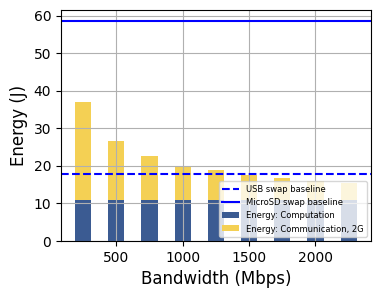 60
50
40
30
20
10
0
Energy (J)
USB swap baseline
MicroSD swap baseline
Energy: Computation
Energy: Communication, 2G
500 1000 1500 2000
Bandwidth (Mbps)